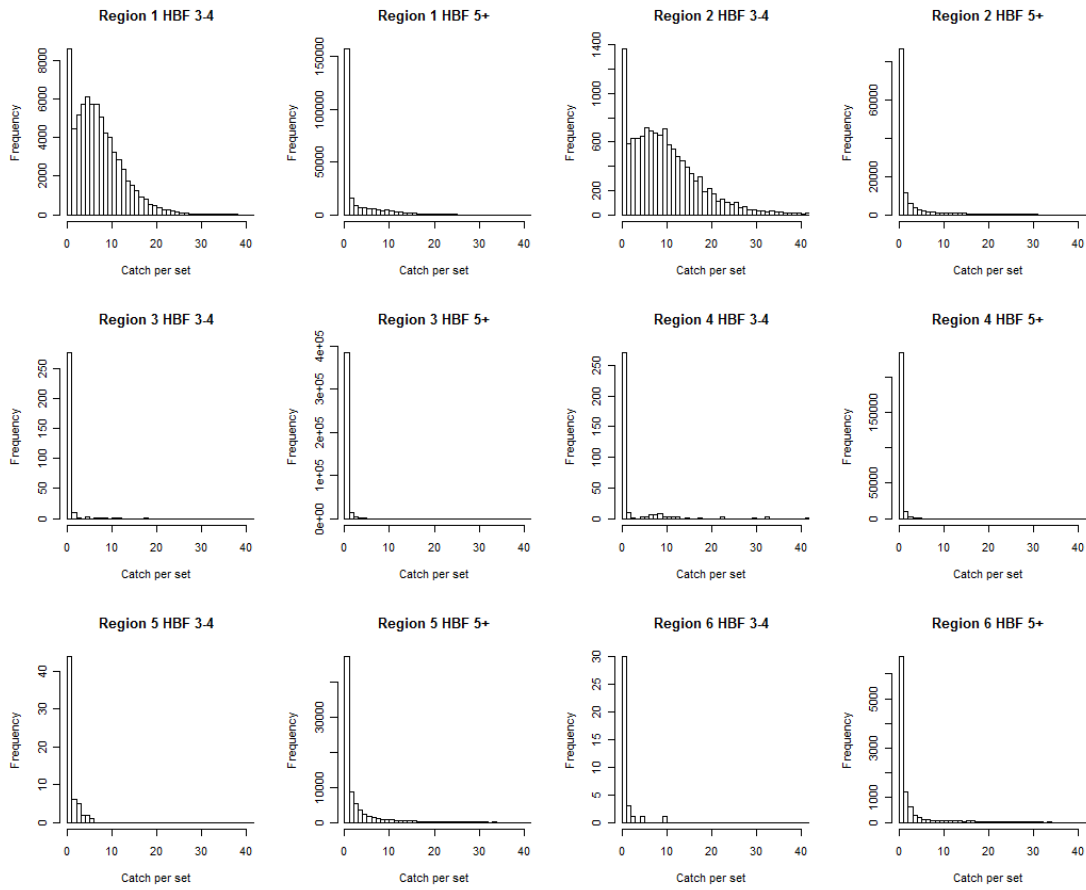 Region 1 HBF 3-4
Frequency
0 2000 4000 6000 8000
0 10 20 30 40
Catch per set
Region 1 HBF 5+
Frequency
0 50000 100000 150000
0 10 20 30 40
Catch per set
Region 2 HBF 3-4
Frequency
0 200 600 1000 1400
0 10 20 30 40
Catch per set
Region 2 HBF 5+
Frequency
0 20000 60000
0 10 20 30 40
Catch per set
Region 3 HBF 3-4
Frequency
0 50 100 150 200 250
0 10 20 30 40
Catch per set
Region 3 HBF 5+
Frequency
0e+00 1e+05 2e+05 3e+05 4e+05
0 10 20 30 40
Catch per set
Region 4 HBF 3-4
Frequency
0 50 100 150 200 250
0 10 20 30 40
Catch per set
Region 4 HBF 5+
Frequency
0 50000 150000
0 10 20 30 40
Catch per set
Region 5 HBF 3-4
Frequency
0 10 20 30 40
0 10 20 30 40
Catch per set
Region 5 HBF 5+
Frequency
0 10000 30000
0 10 20 30 40
Catch per set
Region 6 HBF 3-4
Frequency
0 5 10 15 20 25 30
0 10 20 30 40
Catch per set
Region 6 HBF 5+
Frequency
0 1000 3000 5000
0 10 20 30 40
Catch per set